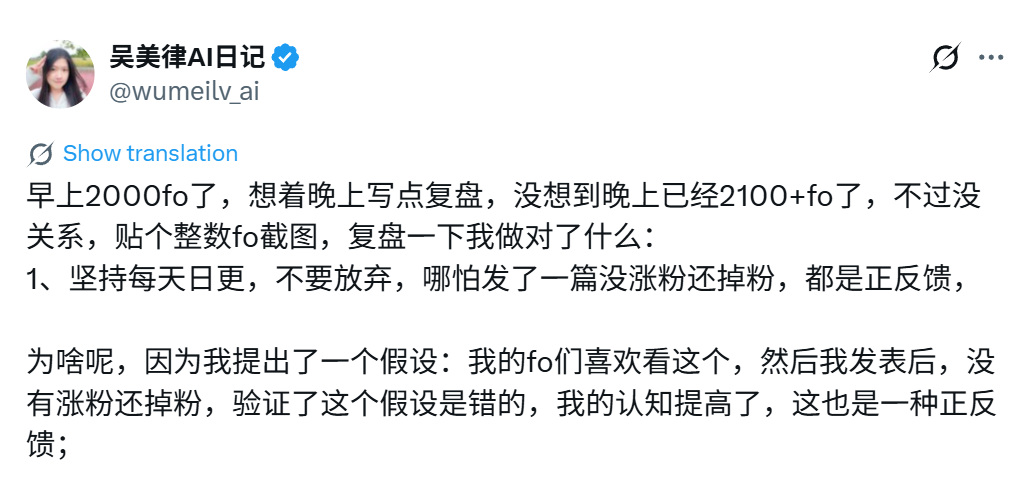 吴美律AI日记
@wumeilv_ai
Show translation
早上2000fo了，想着晚上写点复盘，没想到晚上已经2100+fo了，不过没
关系，贴个整数fo截图，复盘一下我做对了什么：
1、坚持每天日更，不要放弃，哪怕发了一篇没涨粉还掉粉，都是正反馈，
为啥呢，因为我提出了一个假设：我的fo们喜欢看这个，然后我发表后，没
有涨粉还掉粉，验证了这个假设是错的，我的认知提高了，这也是一种正反
馈；